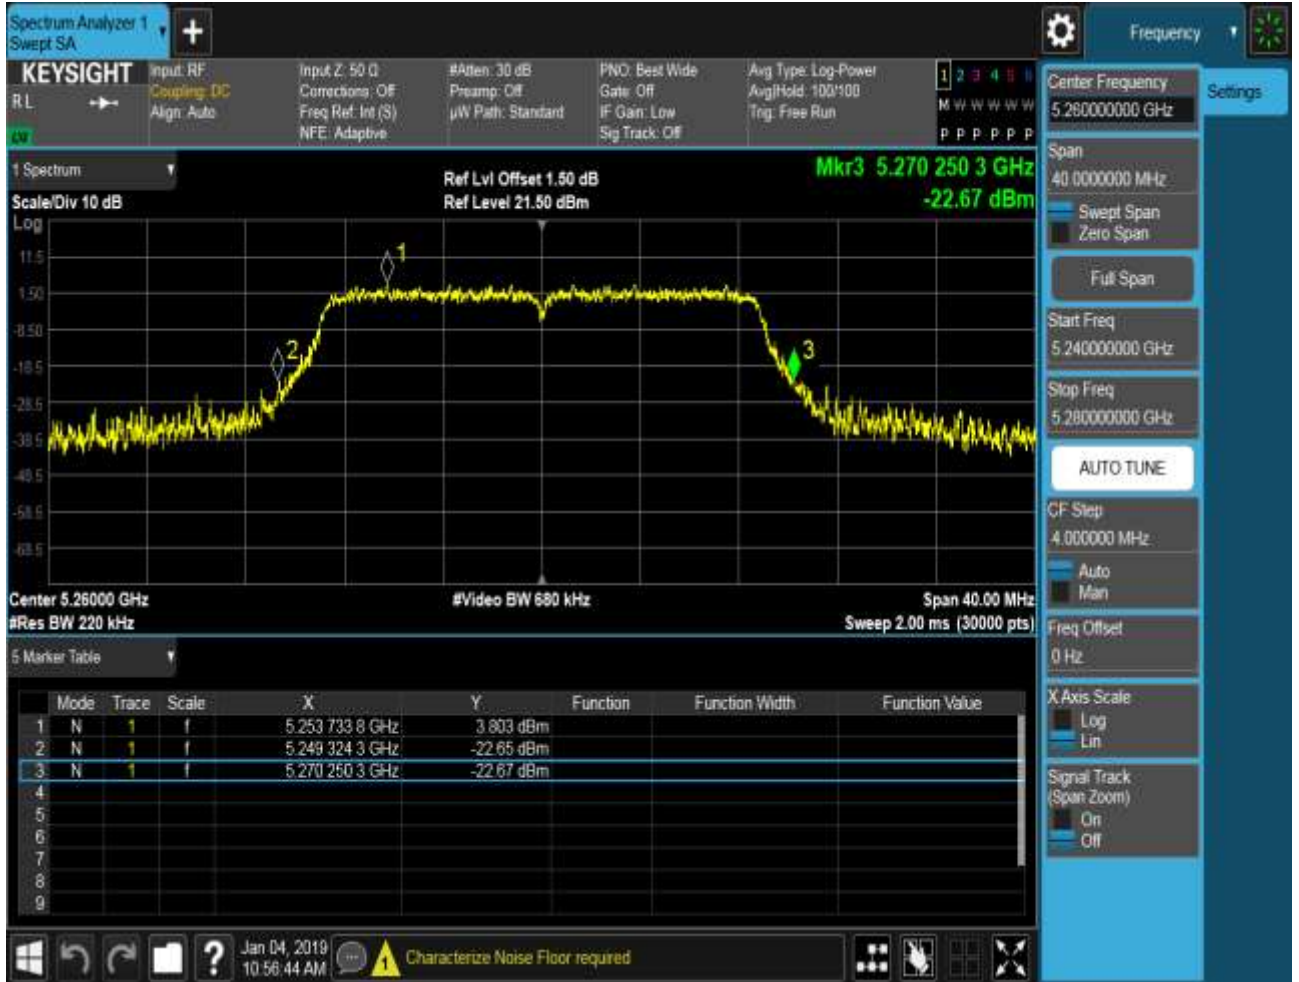 Spectrum Analyzer 1
Swept SA
+
Frequency
KEYSIGHT
Input: RF
Input Z: 50 Ω
#Atten: 30 dB
PNO: Best Wide
Avg Type: Log-Power
1 2 3 4 5 6
R L
Coupling: DC
Corrections: Off
Preamp: Off
Gate: Off
Avg|Hold: 100/100
M W W W W W
Align: Auto
Freq Ref: Int (S)
µW Path: Standard
IF Gain: Low
Trig: Free Run
NFE: Adaptive
Sig Track: Off
P P P P P P
1 Spectrum
Ref Lvl Offset 1.50 dB
Mkr3 5.270 250 3 GHz
Scale/Div 10 dB
Ref Level 21.50 dBm
-22.67 dBm
Log
11.5
1.50
-8.50
-18.5
-28.5
-38.5
-48.5
-58.5
-68.5
1
2
3
Center 5.26000 GHz
#Video BW 680 kHz
Span 40.00 MHz
#Res BW 220 kHz
Sweep 2.00 ms (30000 pts)
5 Marker Table
Mode Trace Scale X Y Function Function Width Function Value
1 N 1 f 5.253 733 8 GHz 3.803 dBm
2 N 1 f 5.249 324 3 GHz -22.65 dBm
3 N 1 f 5.270 250 3 GHz -22.67 dBm
4
5
6
7
8
9
Jan 04, 2019
10:56:44 AM
?
1
Characterize Noise Floor required
Center Frequency
5.260000000 GHz
Settings
Span
40.0000000 MHz
Swept Span
Zero Span
Full Span
Start Freq
5.240000000 GHz
Stop Freq
5.280000000 GHz
AUTO TUNE
CF Step
4.000000 MHz
Auto
Man
Freq Offset
0 Hz
X Axis Scale
Log
Lin
Signal Track
(Span Zoom)
On
Off